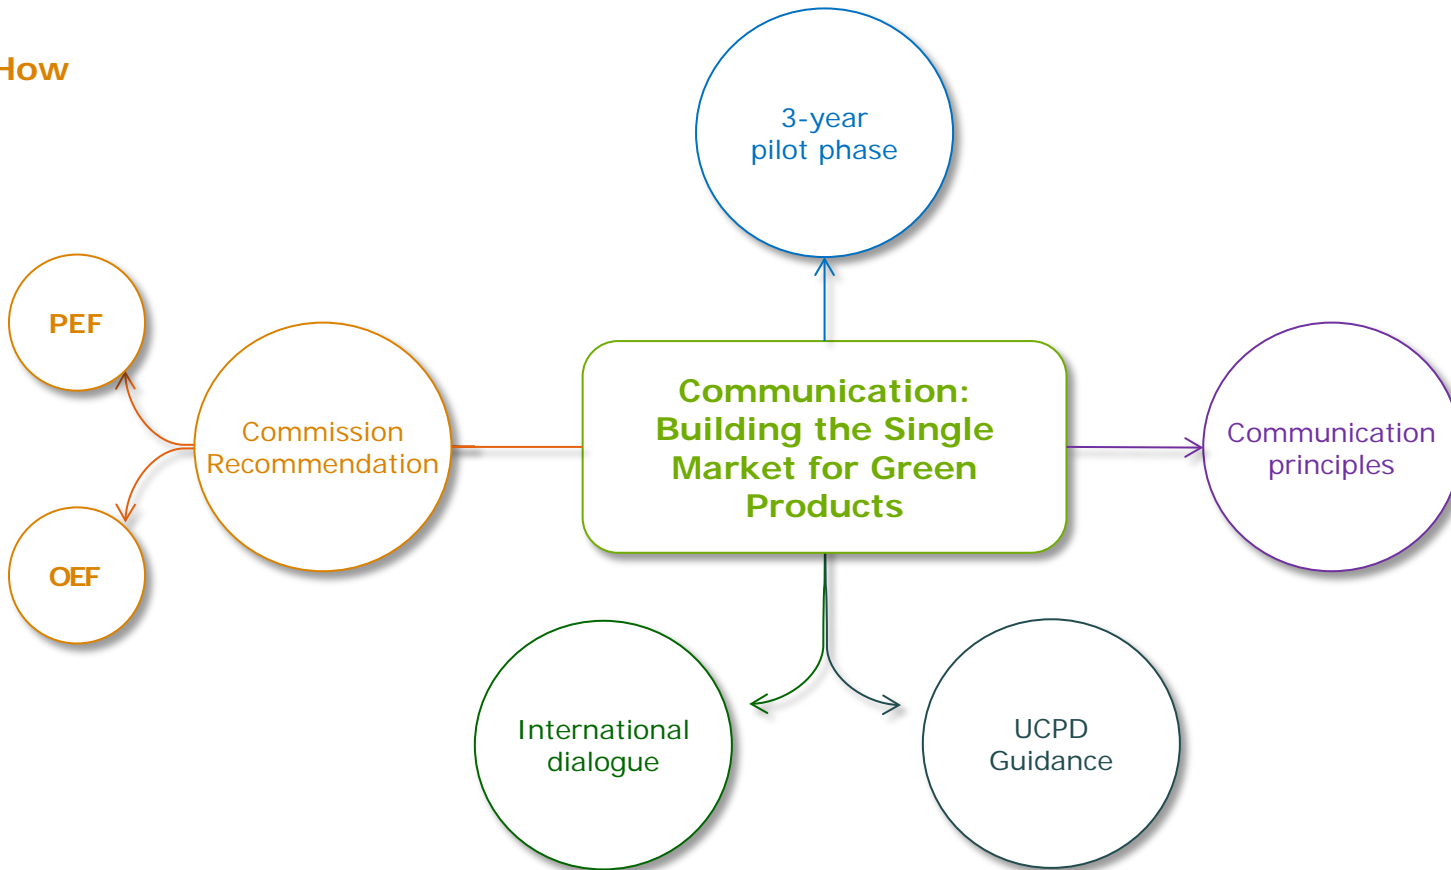 How
3-year
pilot phase
PEF
Commission
Recommendation
OEF
Communication:
Building the Single
Market for Green
Products
Communication
principles
International
dialogue
UCPD
Guidance